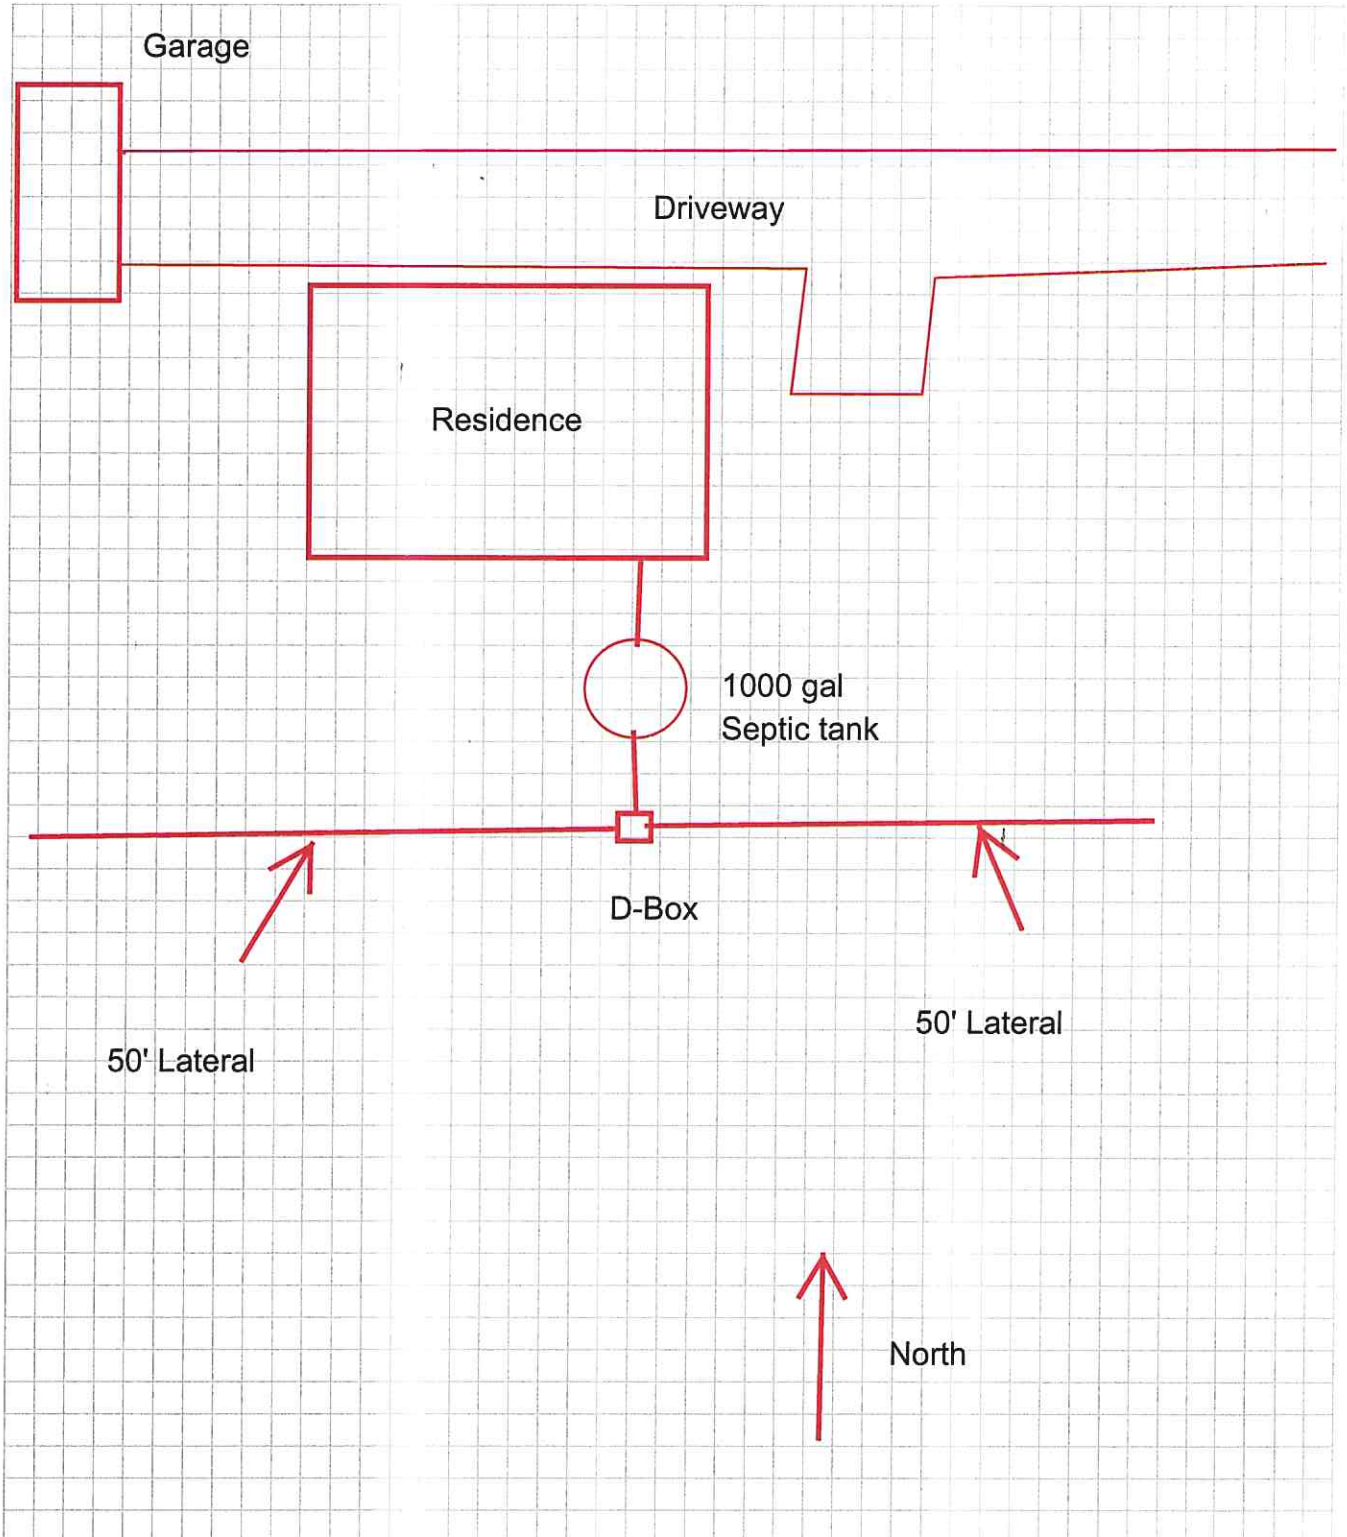 Garage
Driveway
Residence
1000 gal
Septic tank
D-Box
50' Lateral
50' Lateral
North